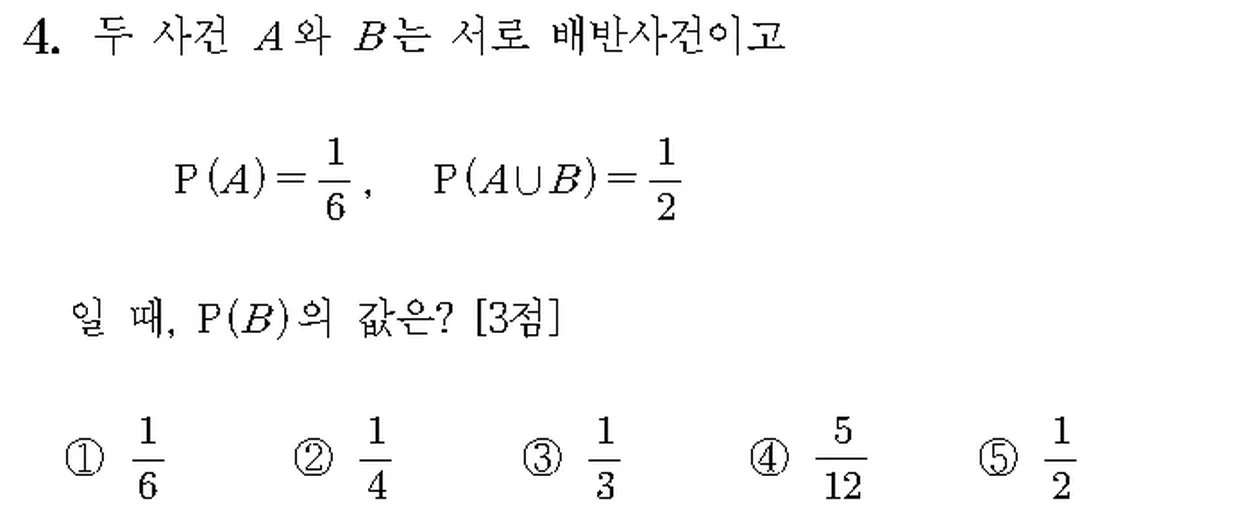 4. 두 사건 A와 B는 서로 배반사건이고
P(A)=1/6, P(A∪B)=1/2
일 때, P(B)의 값은? [3점]
① 1/6 ② 1/4 ③ 1/3 ④ 5/12 ⑤ 1/2